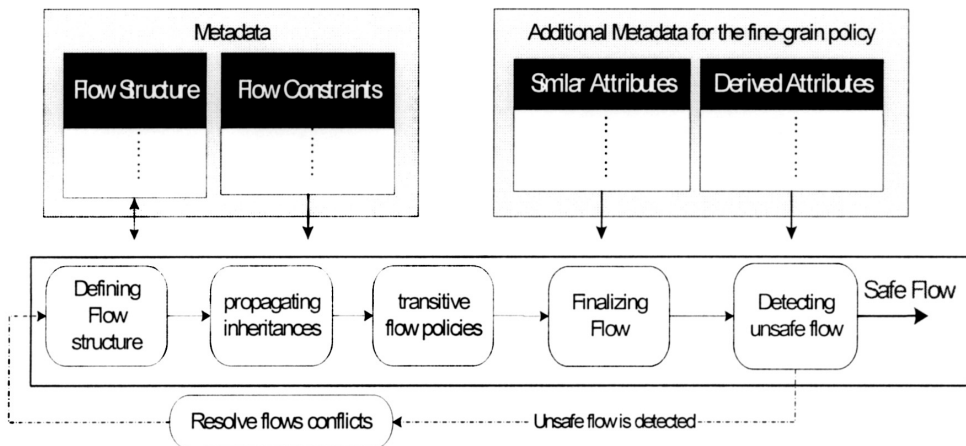 Metadata
Additional Metadata for the fine-grain policy
Flow Structure
Flow Constraints
Similar Attributes
Derived Attributes
Defining
Flow
structure
propagating
inheritances
transitive
flow policies
Finalizing
Flow
Detecting
unsafe flow
Safe Flow
Resolve flows conflicts
Unsafe flow is detected